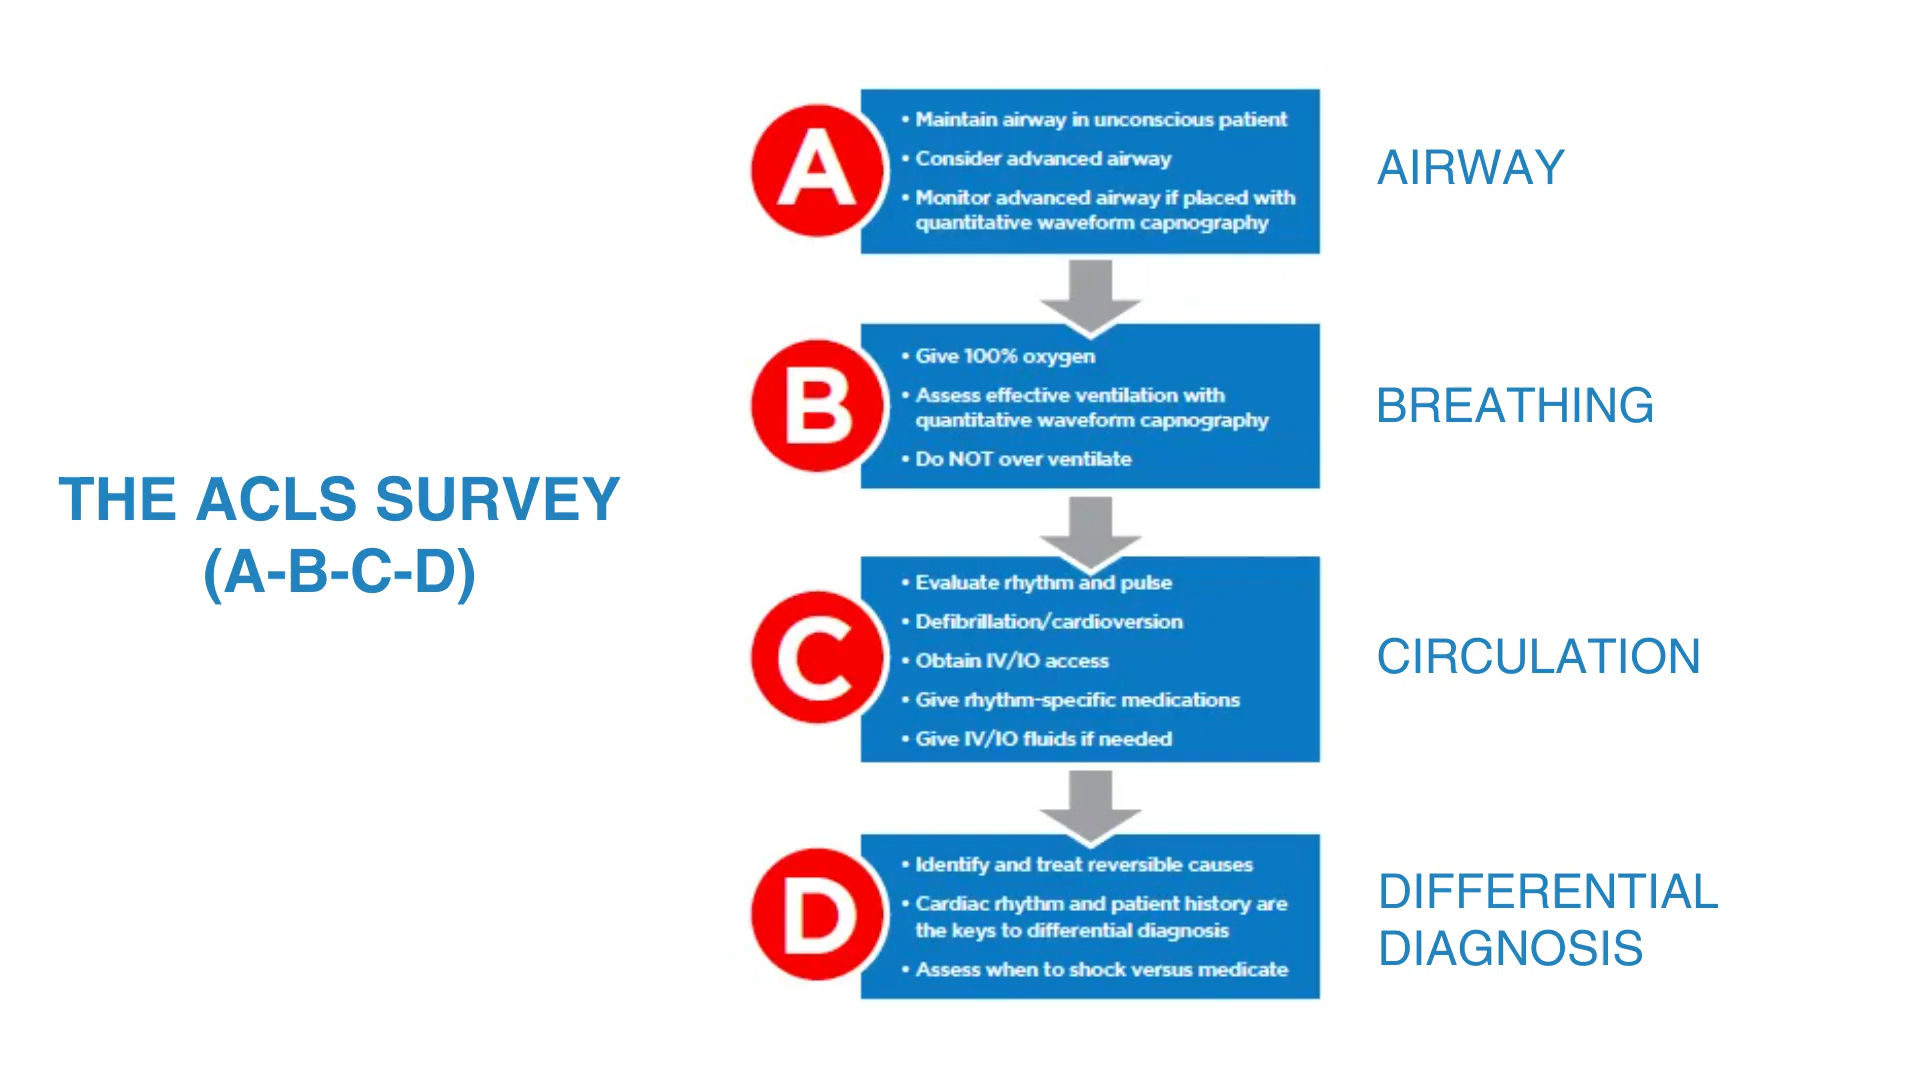 THE ACLS SURVEY
(A-B-C-D)
A
• Maintain airway in unconscious patient
• Consider advanced airway
• Monitor advanced airway if placed with
quantitative waveform capnography
AIRWAY
B
• Give 100% oxygen
• Assess effective ventilation with
quantitative waveform capnography
• Do NOT over ventilate
BREATHING
C
• Evaluate rhythm and pulse
• Defibrillation/cardioversion
• Obtain IV/IO access
• Give rhythm-specific medications
• Give IV/IO fluids if needed
CIRCULATION
D
• Identify and treat reversible causes
• Cardiac rhythm and patient history are
the keys to differential diagnosis
• Assess when to shock versus medicate
DIFFERENTIAL
DIAGNOSIS